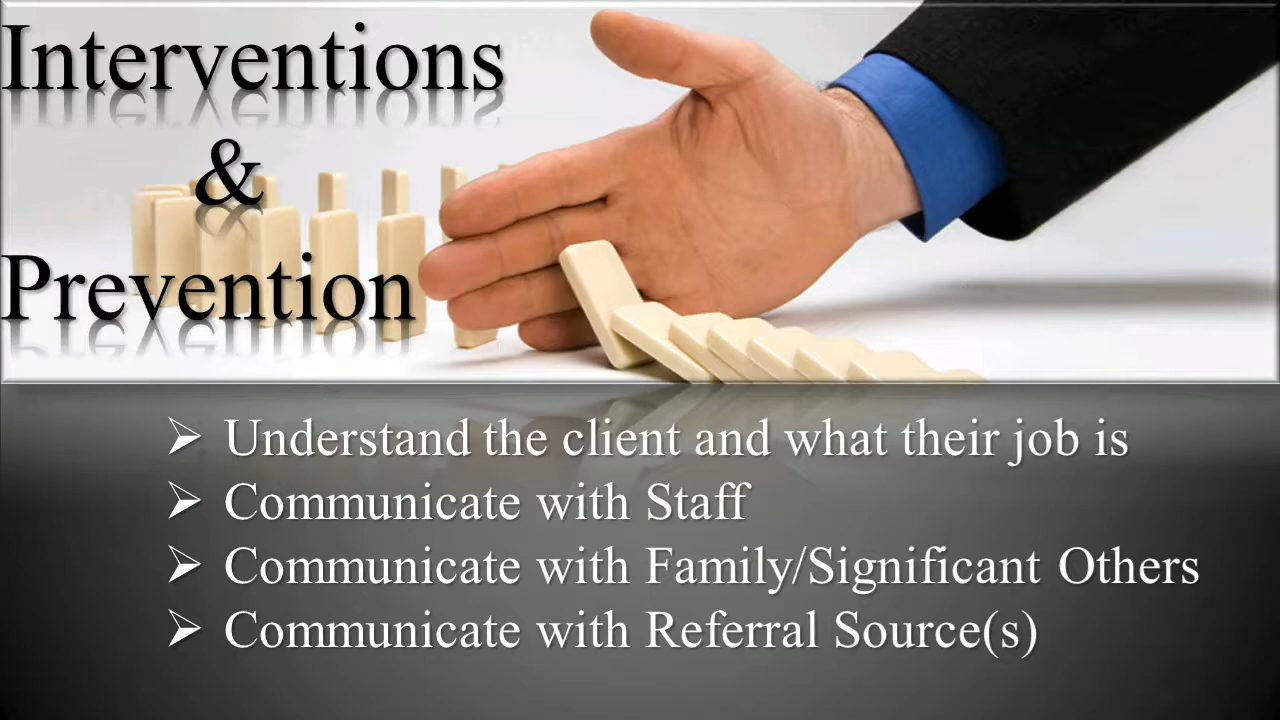 Interventions
&
Prevention
➢ Understand the client and what their job is
➢ Communicate with Staff
➢ Communicate with Family/Significant Others
➢ Communicate with Referral Source(s)